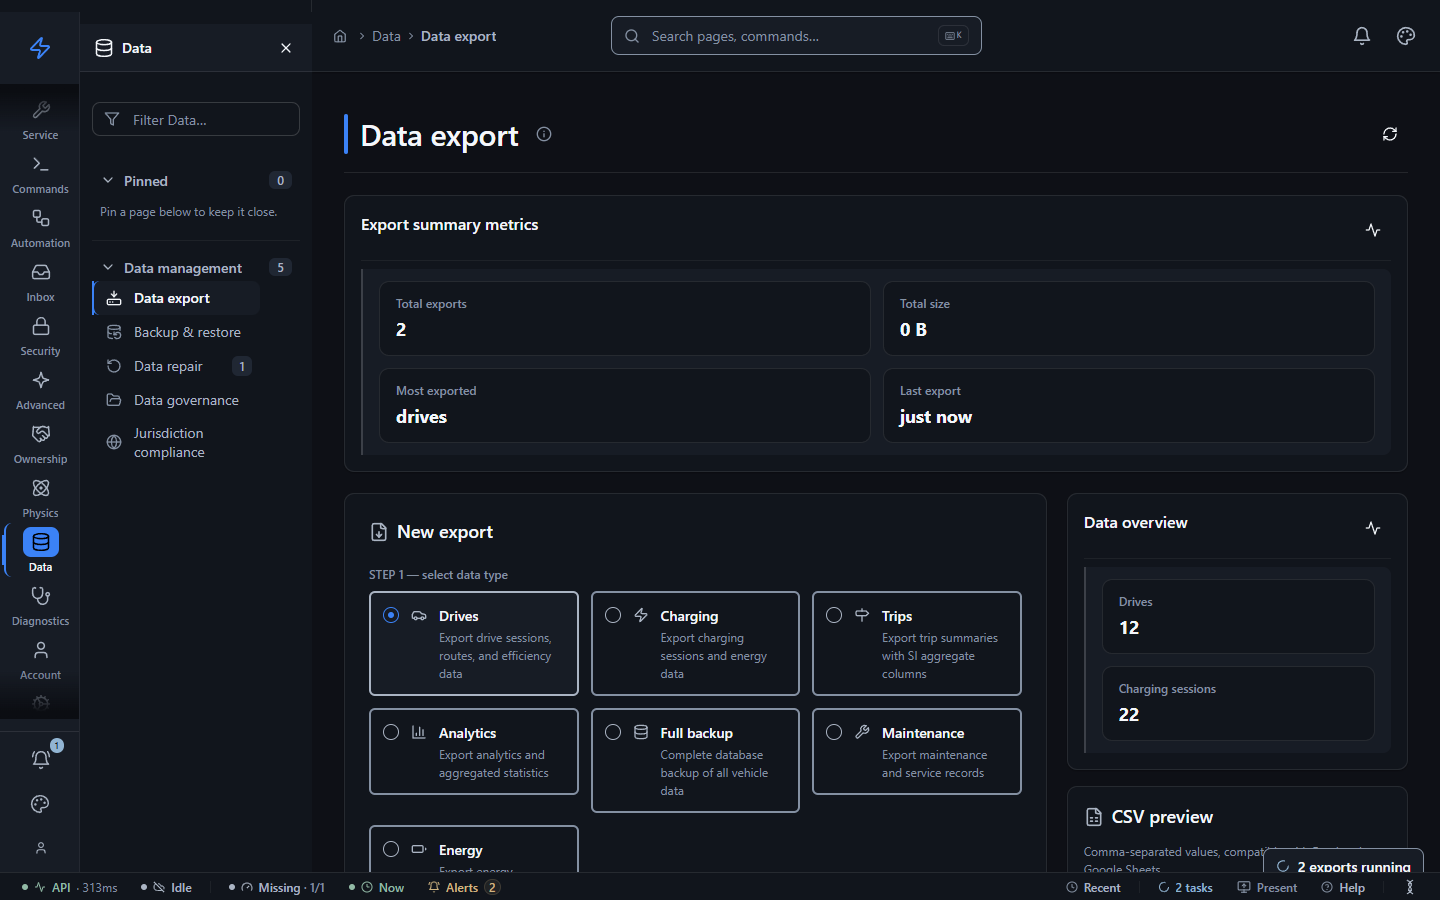 Data
Data
Data export
Search pages, commands...
K
Service
Commands
Automation
Inbox
Security
Advanced
Ownership
Physics
Data
Diagnostics
Account
1
Filter Data...
Pinned
0
Pin a page below to keep it close.
Data management
5
Data export
Backup & restore
Data repair
1
Data governance
Jurisdiction
compliance
Data export
Export summary metrics
Total exports
2
Total size
0 B
Most exported
drives
Last export
just now
New export
STEP 1 — select data type
Drives
Export drive sessions,
routes, and efficiency
data
Charging
Export charging
sessions and energy
data
Trips
Export trip summaries
with SI aggregate
columns
Analytics
Export analytics and
aggregated statistics
Full backup
Complete database
backup of all vehicle
data
Maintenance
Export maintenance
and service records
Energy
Export energy
Data overview
Drives
12
Charging sessions
22
CSV preview
Comma-separated values,
Google Sheets
2 exports running
API · 313ms
Idle
Missing · 1/1
Now
Alerts 2
Recent
2 tasks
Present
Help